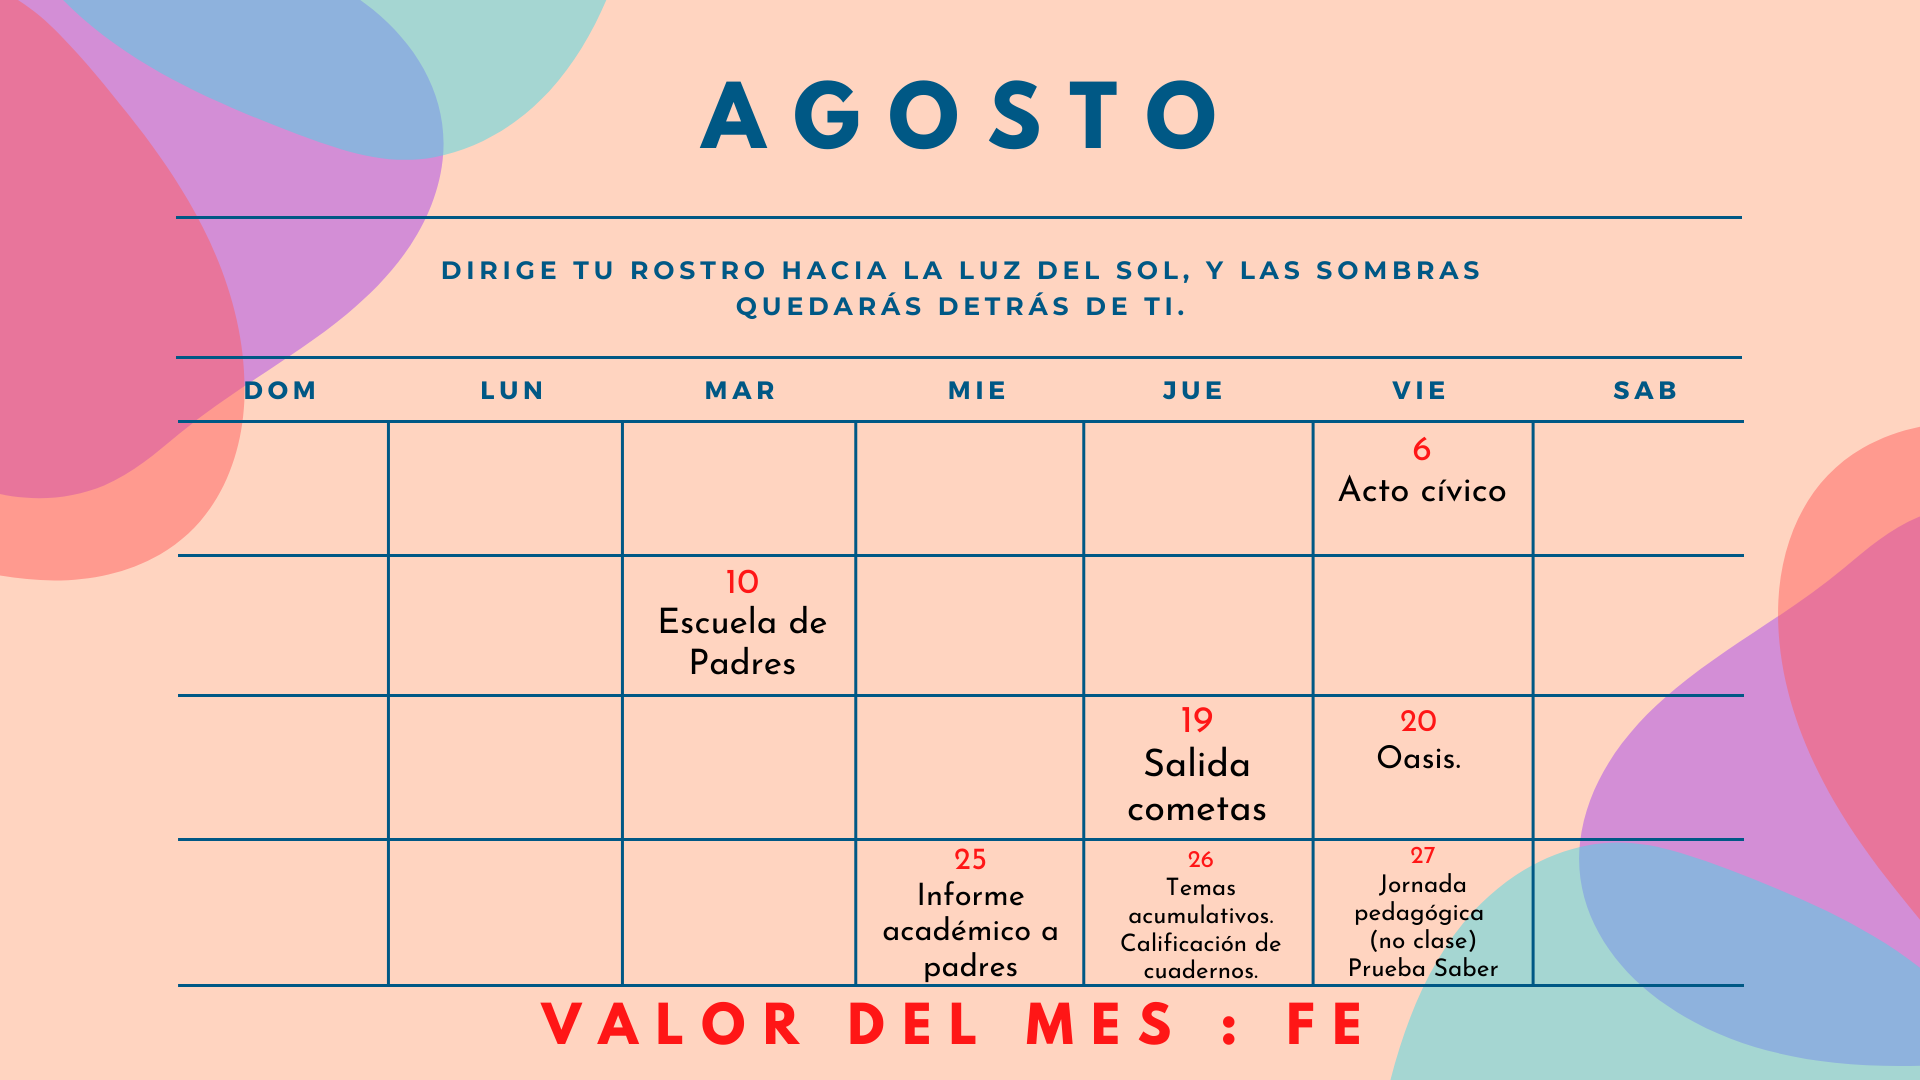 AGOSTO
DIRIGE TU ROSTRO HACIA LA LUZ DEL SOL, Y LAS SOMBRAS
QUEDARÁS DETRÁS DE TI.
DOM LUN MAR MIE JUE VIE SAB
6
Acto cívico
10
Escuela de
Padres
19
Salida
cometas
20
Oasis.
25
Informe
académico a
padres
26
Temas
acumulativos.
Calificación de
cuadernos.
27
Jornada
pedagógica
(no clase)
Prueba Saber
VALOR DEL MES : FE